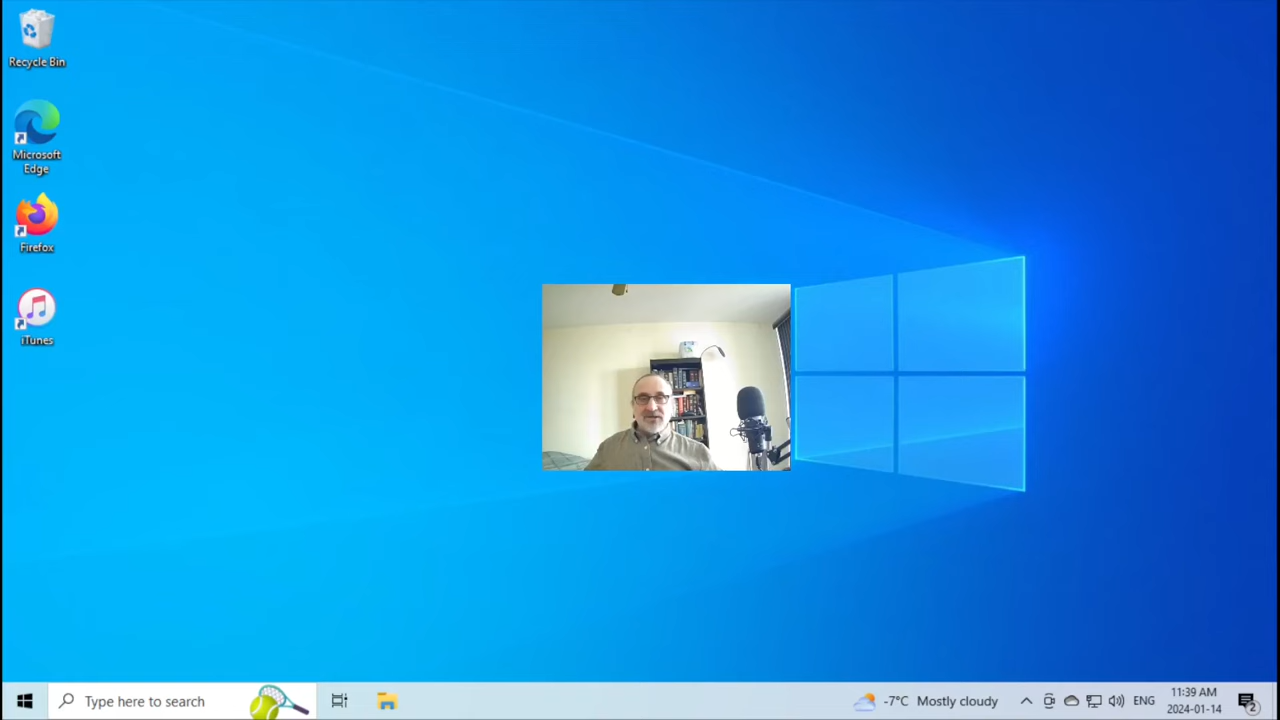 Recycle Bin
Microsoft
Edge
Firefox
iTunes
Type here to search
-7°C Mostly cloudy
ENG
11:39 AM
2024-01-14
2